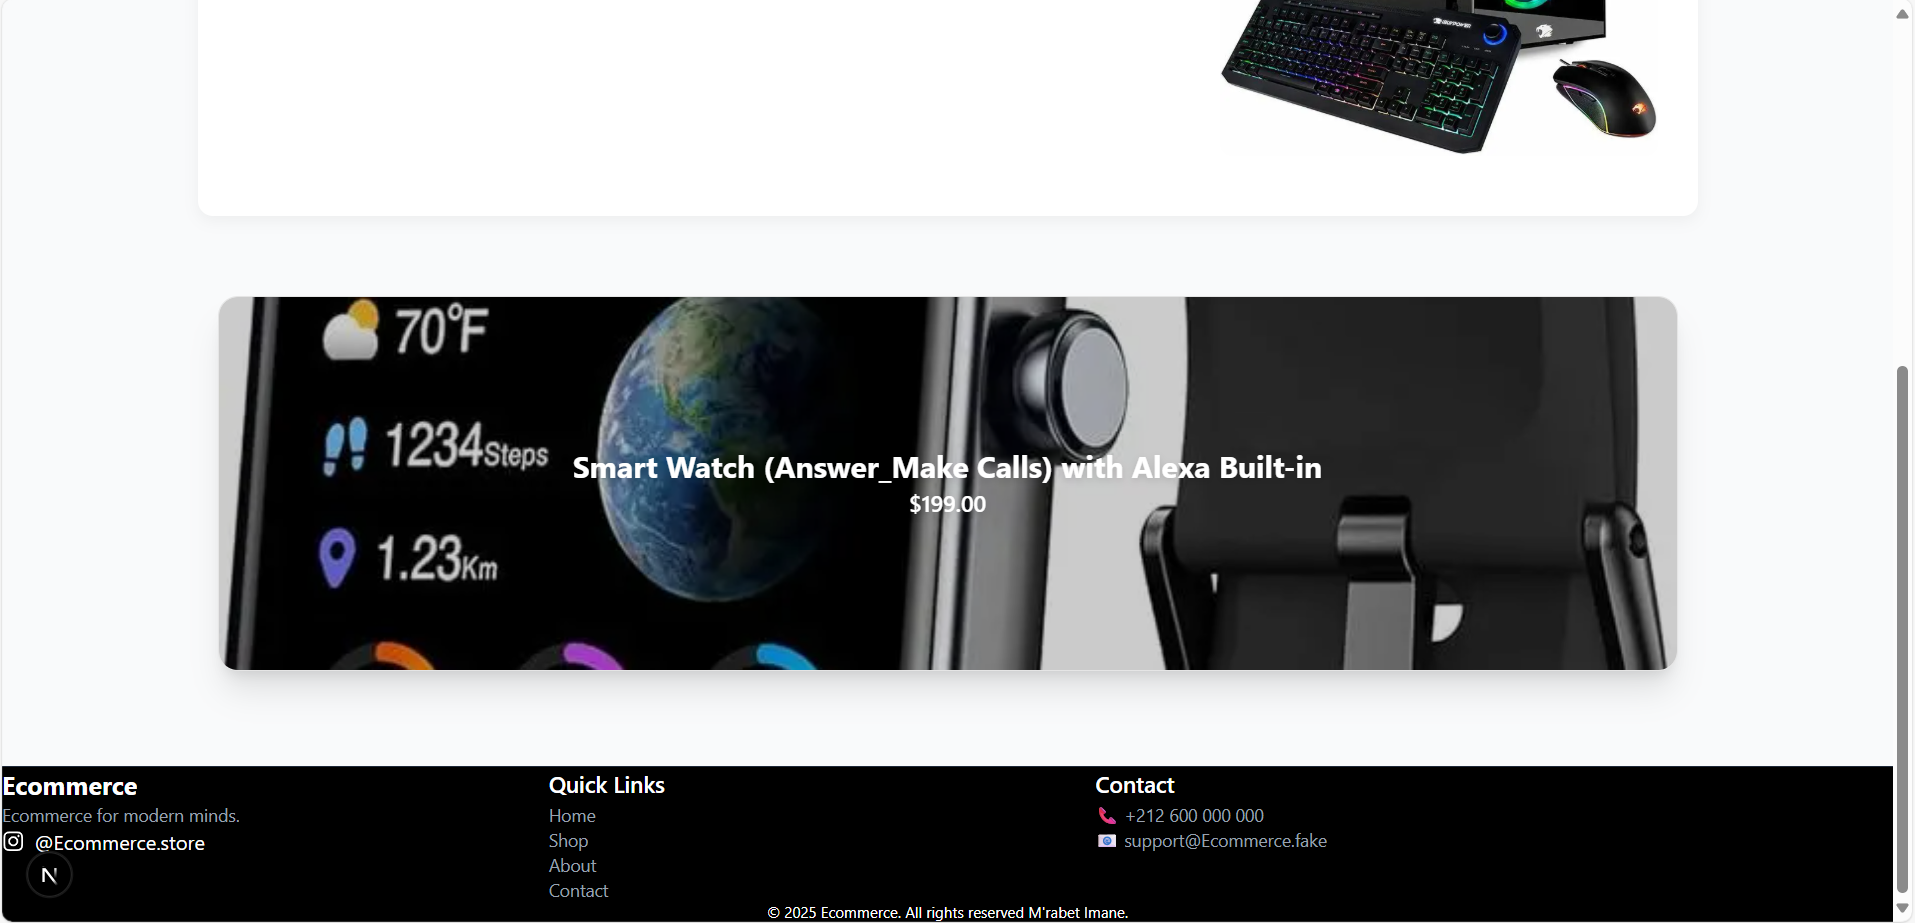 iBUYPOWER
70°F
1234Steps
Smart Watch (Answer_Make Calls) with Alexa Built-in
$199.00
1.23Km
Ecommerce
Ecommerce for modern minds.
@Ecommerce.store
N
Quick Links
Home
Shop
About
Contact
Contact
+212 600 000 000
support@Ecommerce.fake
© 2025 Ecommerce. All rights reserved M'rabet Imane.